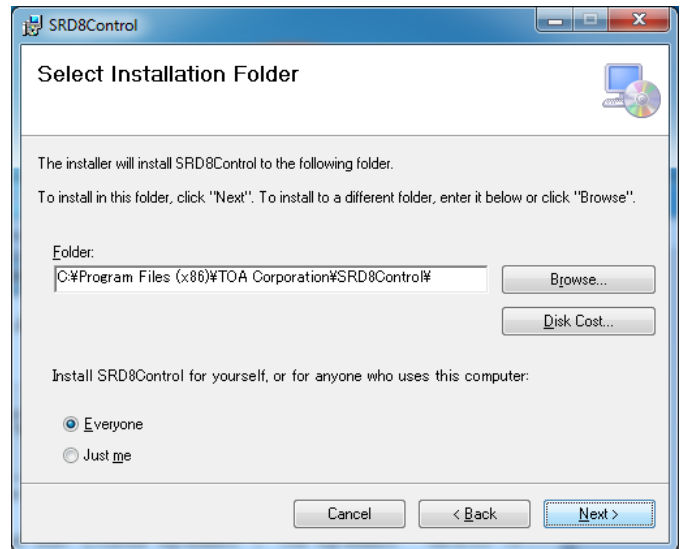 SRD8Control
Select Installation Folder
The installer will install SRD8Control to the following folder.
To install in this folder, click "Next". To install to a different folder, enter it below or click "Browse".
Folder:
C:¥Program Files (x86)¥TOA Corporation¥SRD8Control¥
Browse...
Disk Cost...
Install SRD8Control for yourself, or for anyone who uses this computer:
Everyone
Just me
Cancel
< Back
Next >